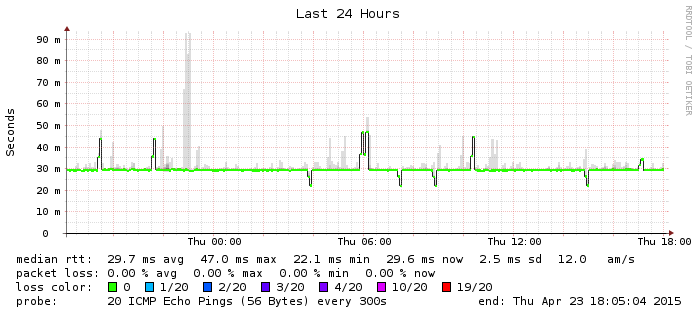 Last 24 Hours
RRDTOOL / TOBI OETIKER
Seconds
90 m
80 m
70 m
60 m
50 m
40 m
30 m
20 m
10 m
0
Thu 00:00 Thu 06:00 Thu 12:00 Thu 18:00
median rtt: 29.7 ms avg 47.0 ms max 22.1 ms min 29.6 ms now 2.5 ms sd 12.0 am/s
packet loss: 0.00 % avg 0.00 % max 0.00 % min 0.00 % now
loss color: 0 1/20 2/20 3/20 4/20 10/20 19/20
probe: 20 ICMP Echo Pings (56 Bytes) every 300s end: Thu Apr 23 18:05:04 2015